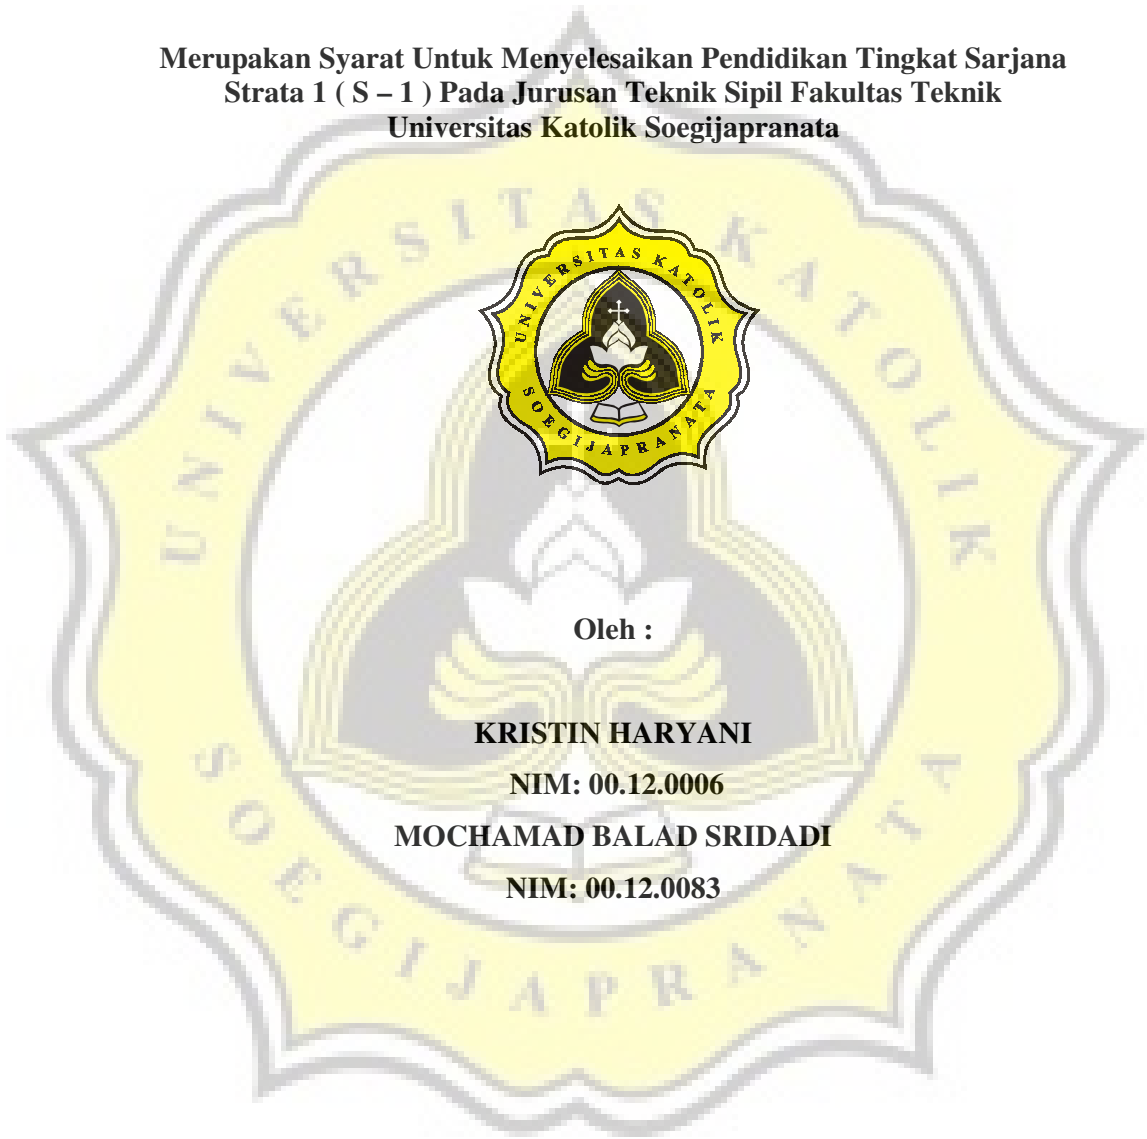 Merupakan Syarat Untuk Menyelesaikan Pendidikan Tingkat Sarjana
Strata 1 ( S – 1 ) Pada Jurusan Teknik Sipil Fakultas Teknik
Universitas Katolik Soegijapranata
UNIVERSITAS KATOLIK
SOEGIJAPRANATA
Oleh :
KRISTIN HARYANI
NIM: 00.12.0006
MOCHAMAD BALAD SRIDADI
NIM: 00.12.0083
UNIVERSITAS KATOLIK
SOEGIJAPRANATA